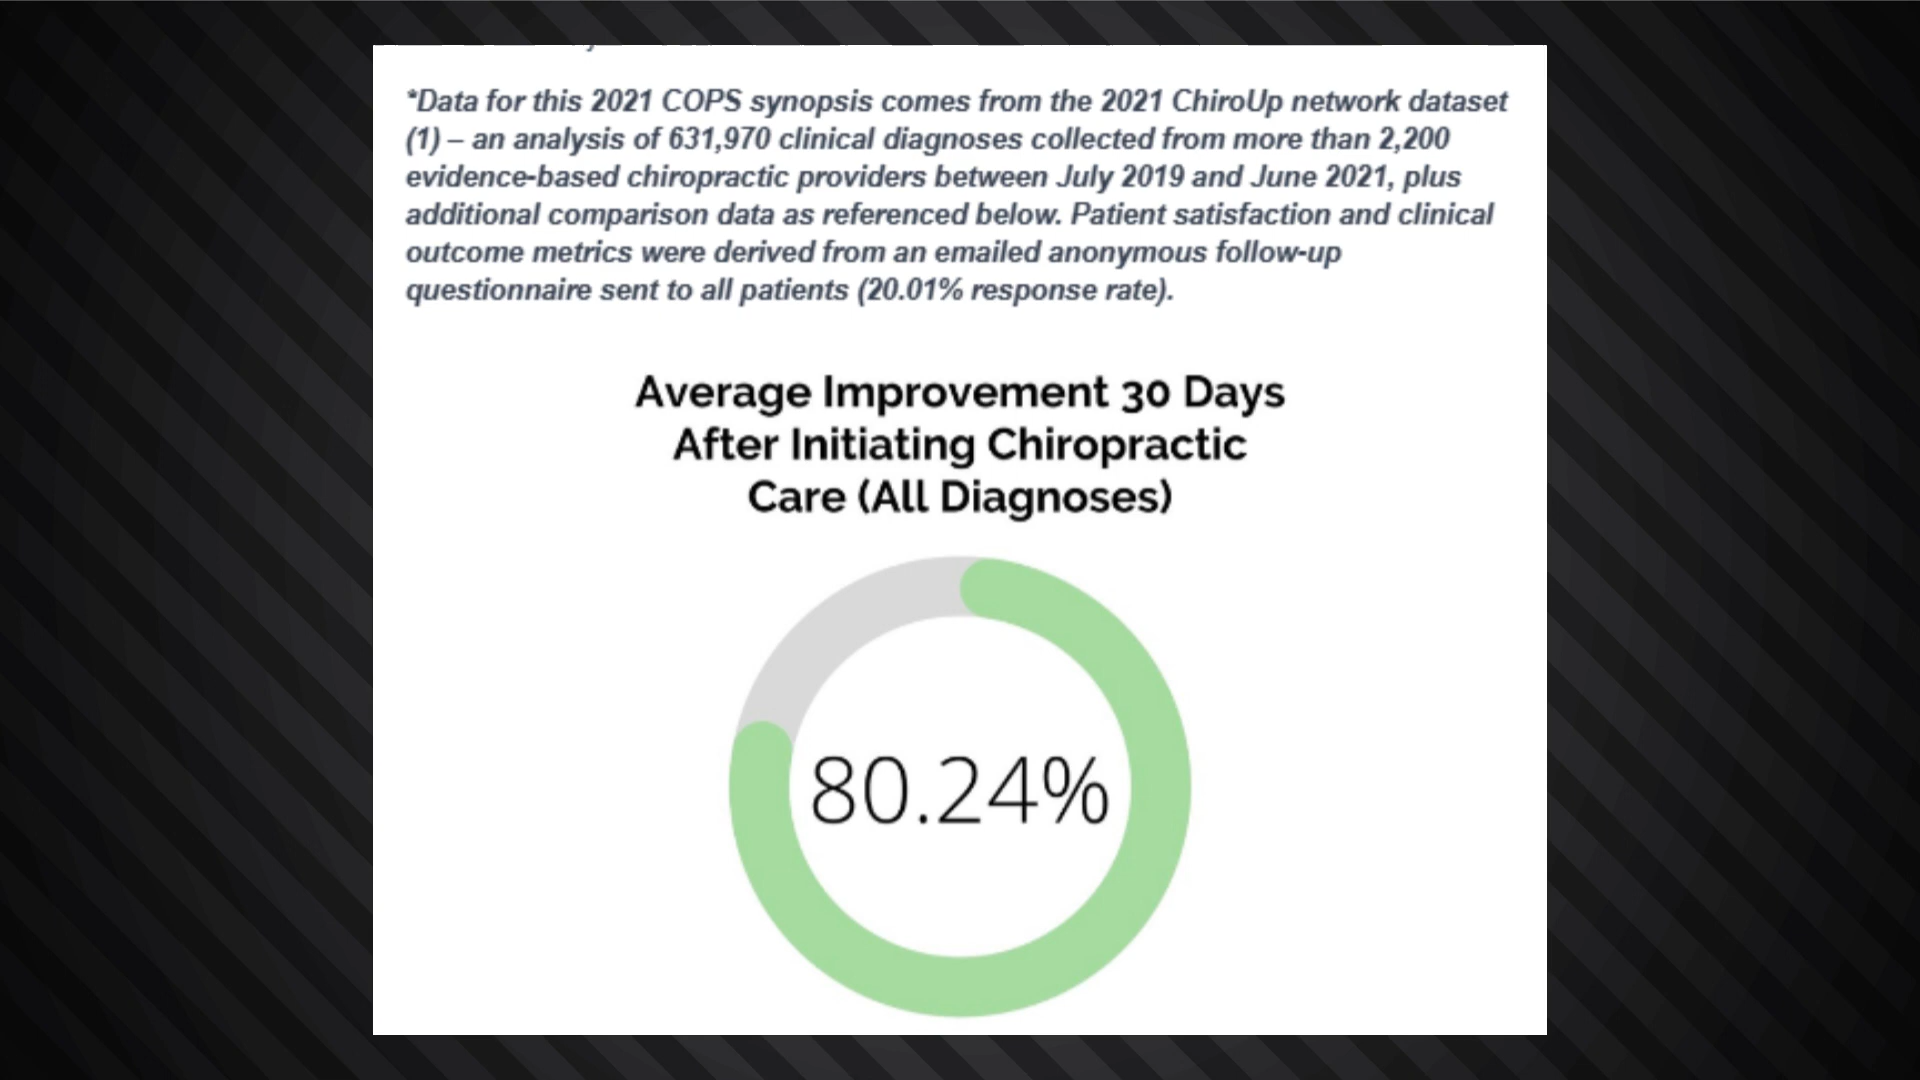 *Data for this 2021 COPS synopsis comes from the 2021 ChiroUp network dataset
(1) – an analysis of 631,970 clinical diagnoses collected from more than 2,200
evidence-based chiropractic providers between July 2019 and June 2021, plus
additional comparison data as referenced below. Patient satisfaction and clinical
outcome metrics were derived from an emailed anonymous follow-up
questionnaire sent to all patients (20.01% response rate).
Average Improvement 30 Days
After Initiating Chiropractic
Care (All Diagnoses)
80.24%